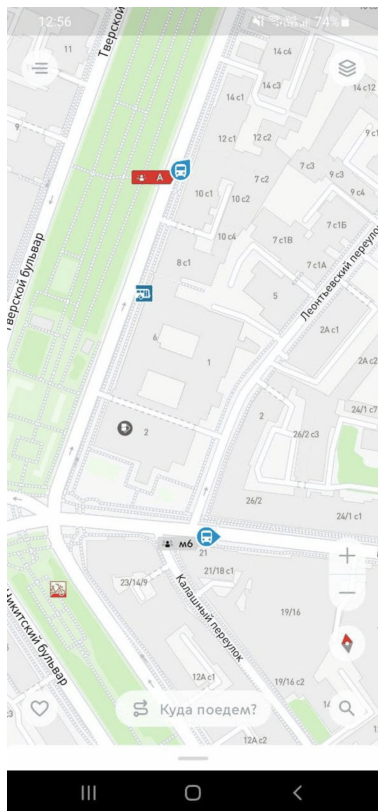 12:56
74%
11
Тверской
14 с4
14 с3
14 с1
14 с12
9
12 с1
12 с2
9 с1
А
7 с3
9 с3
7 с2
9 с4
10 с1
10 с2
7 с1Б
10 с4
7 с1В
8 с1
7 с1А
Леонтьевский переулок
5
Тверской бульвар
2А с1
6
1
2А с2
2
2
24/1 с7
26/2 с3
26/2
24/1 с1
м6
21
21/18 с1
23/14/9
Калашный переулок
19/16
Никитский бульвар
12А с1
19/16 с2
Куда поедем?
14
с3
12А с2